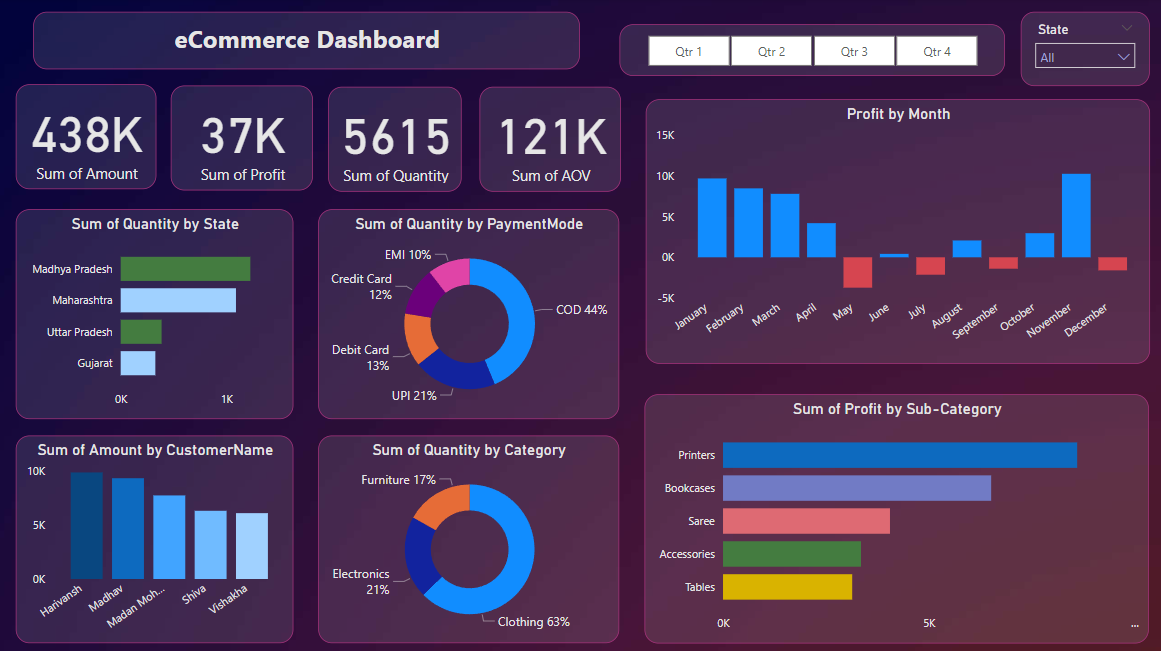 eCommerce Dashboard
Qtr 1
Qtr 2
Qtr 3
Qtr 4
State
All
438K
Sum of Amount
37K
Sum of Profit
5615
Sum of Quantity
121K
Sum of AOV
Profit by Month
15K
10K
5K
0K
-5K
January
February
March
April
May
June
July
August
September
October
November
December
Sum of Quantity by State
Madhya Pradesh
Maharashtra
Uttar Pradesh
Gujarat
0K
1K
Sum of Quantity by PaymentMode
EMI 10%
Credit Card
12%
COD 44%
Debit Card
13%
UPI 21%
Sum of Profit by Sub-Category
Printers
Bookcases
Saree
Accessories
Tables
0K
5K
...
Sum of Amount by CustomerName
10K
5K
0K
Harivansh
Madhav
Madan Moh...
Shiva
Vishakha
Sum of Quantity by Category
Furniture 17%
Electronics
21%
Clothing 63%